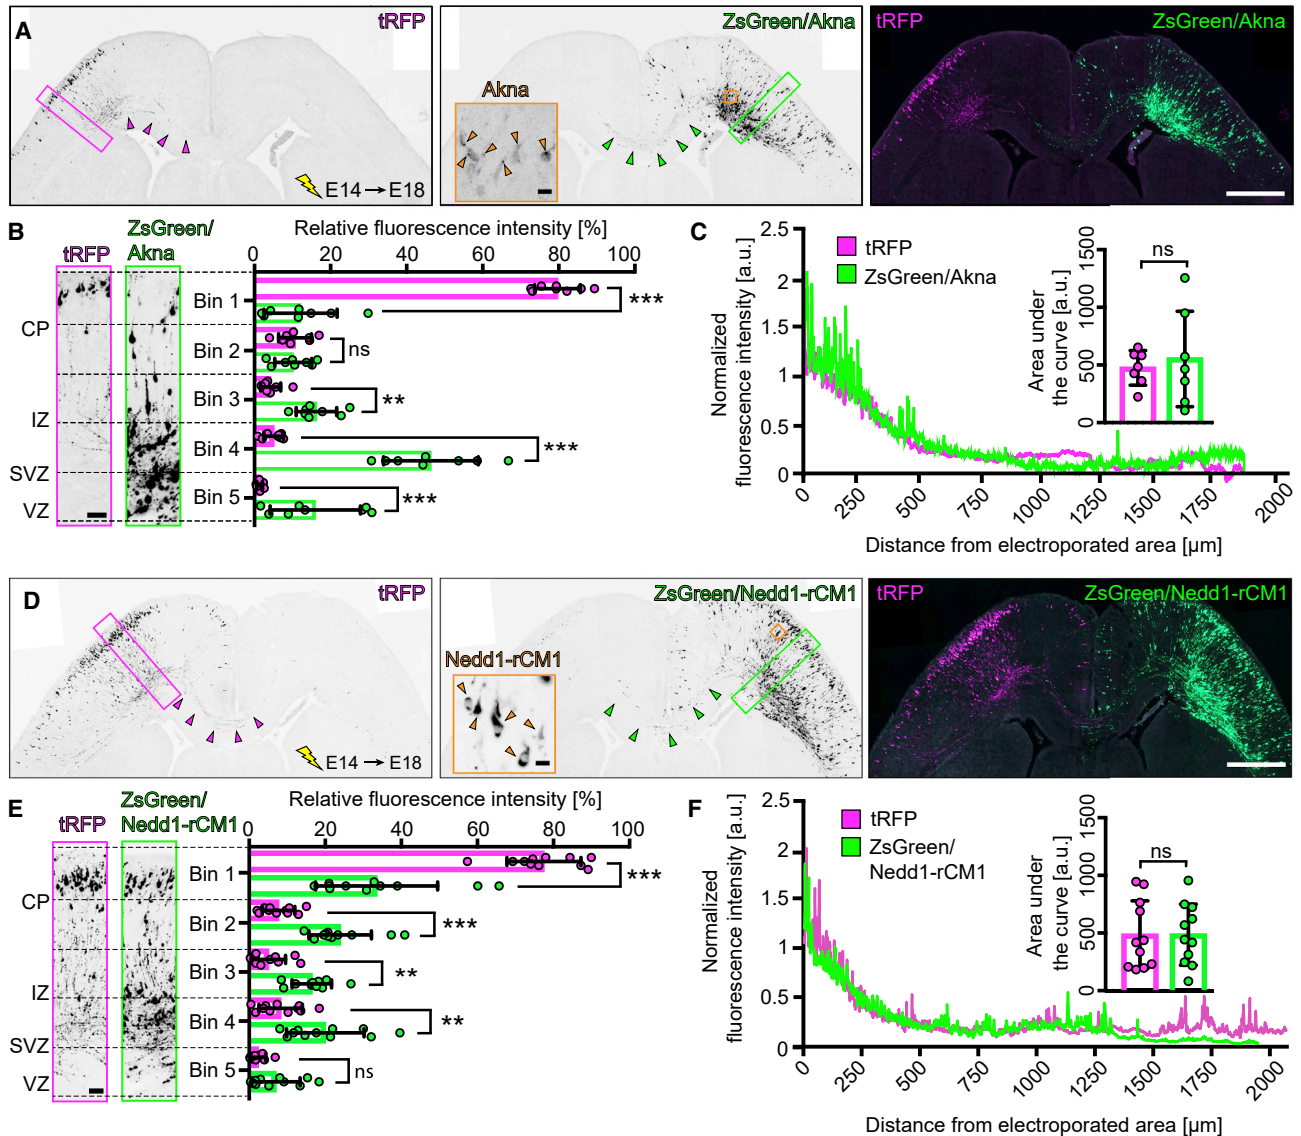 A
tRFP
E14 → E18
ZsGreen/Akna
Akna
tRFP
ZsGreen/Akna
B
tRFP
ZsGreen/
Akna
Relative fluorescence intensity [%]
0 20 40 60 80 100
CP
IZ
SVZ
VZ
Bin 1
***
Bin 2
ns
Bin 3
**
Bin 4
***
Bin 5
***
C
Normalized
fluorescence intensity [a.u.]
2.5
2
1.5
1
0.5
0
tRFP
ZsGreen/Akna
Area under
the curve [a.u.]
1500
1000
500
0
ns
0 250 500 750 1000 1250 1500 1750 2000
Distance from electroporated area [µm]
D
tRFP
E14 → E18
ZsGreen/Nedd1-rCM1
Nedd1-rCM1
tRFP
ZsGreen/Nedd1-rCM1
E
tRFP
ZsGreen/
Nedd1-rCM1
Relative fluorescence intensity [%]
0 20 40 60 80 100
CP
IZ
SVZ
VZ
Bin 1
***
Bin 2
***
Bin 3
**
Bin 4
**
Bin 5
ns
F
Normalized
fluorescence intensity [a.u.]
2.5
2
1.5
1
0.5
0
tRFP
ZsGreen/
Nedd1-rCM1
Area under
the curve [a.u.]
1500
1000
500
0
ns
0 250 500 750 1000 1250 1500 1750 2000
Distance from electroporated area [µm]